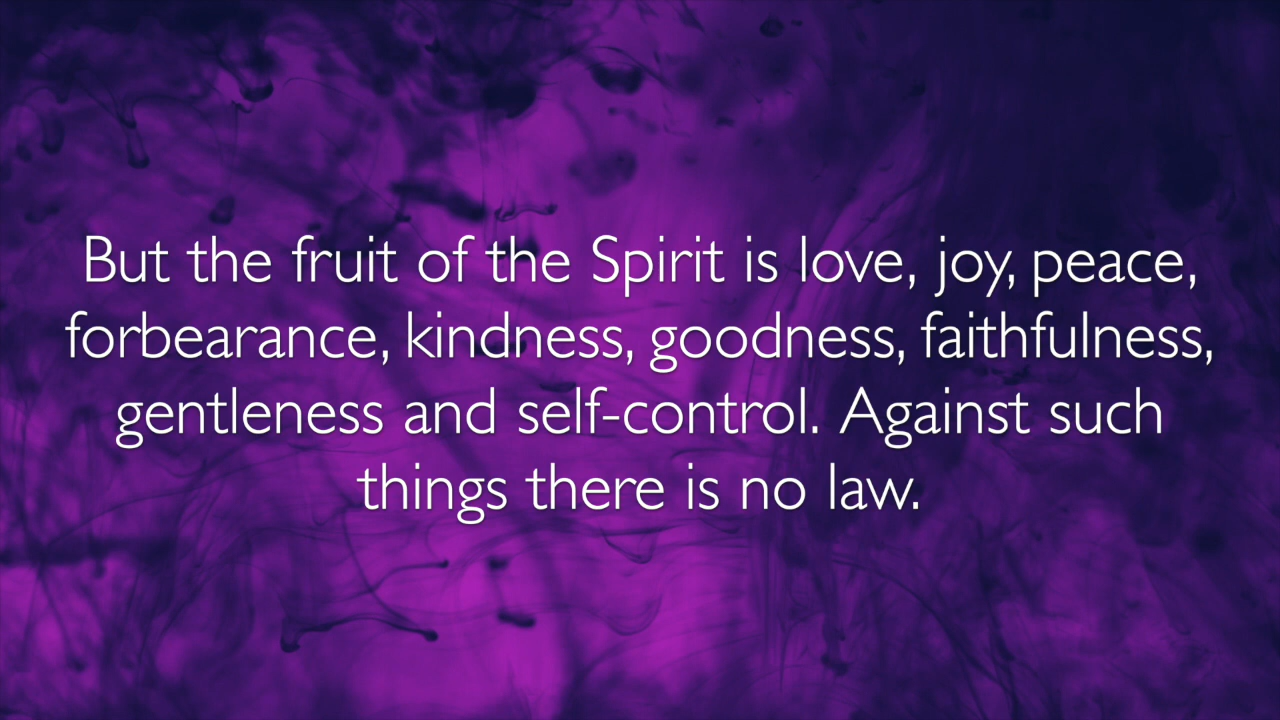 But the fruit of the Spirit is love, joy, peace,
forbearance, kindness, goodness, faithfulness,
gentleness and self-control. Against such
things there is no law.